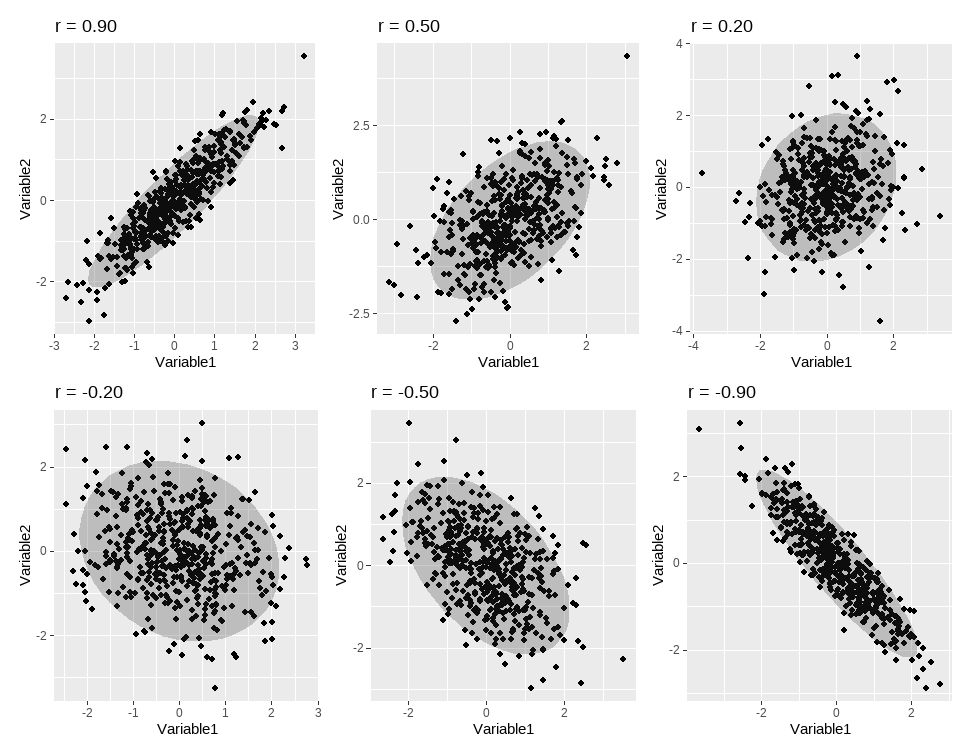 r = 0.90
Variable2
2
0
-2
-3 -2 -1 0 1 2 3
Variable1
r = 0.50
Variable2
2.5
0.0
-2.5
-2 0 2
Variable1
r = 0.20
Variable2
4
2
0
-2
-4
-4 -2 0 2
Variable1
r = -0.20
Variable2
2
0
-2
-2 -1 0 1 2 3
Variable1
r = -0.50
Variable2
2
0
-2
-2 0 2
Variable1
r = -0.90
Variable2
2
0
-2
-2 0 2
Variable1